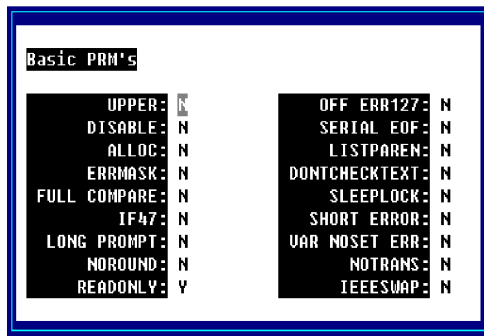 Basic PRM's
UPPER: N OFF ERR127: N
DISABLE: N SERIAL EOF: N
ALLOC: N LISTPAREN: N
ERRMASK: N DONTCHECKTEXT: N
FULL COMPARE: N SLEEPLOCK: N
IF47: N SHORT ERROR: N
LONG PROMPT: N VAR NOSET ERR: N
NOROUND: N NOTRANS: N
READONLY: Y IEEESWAP: N